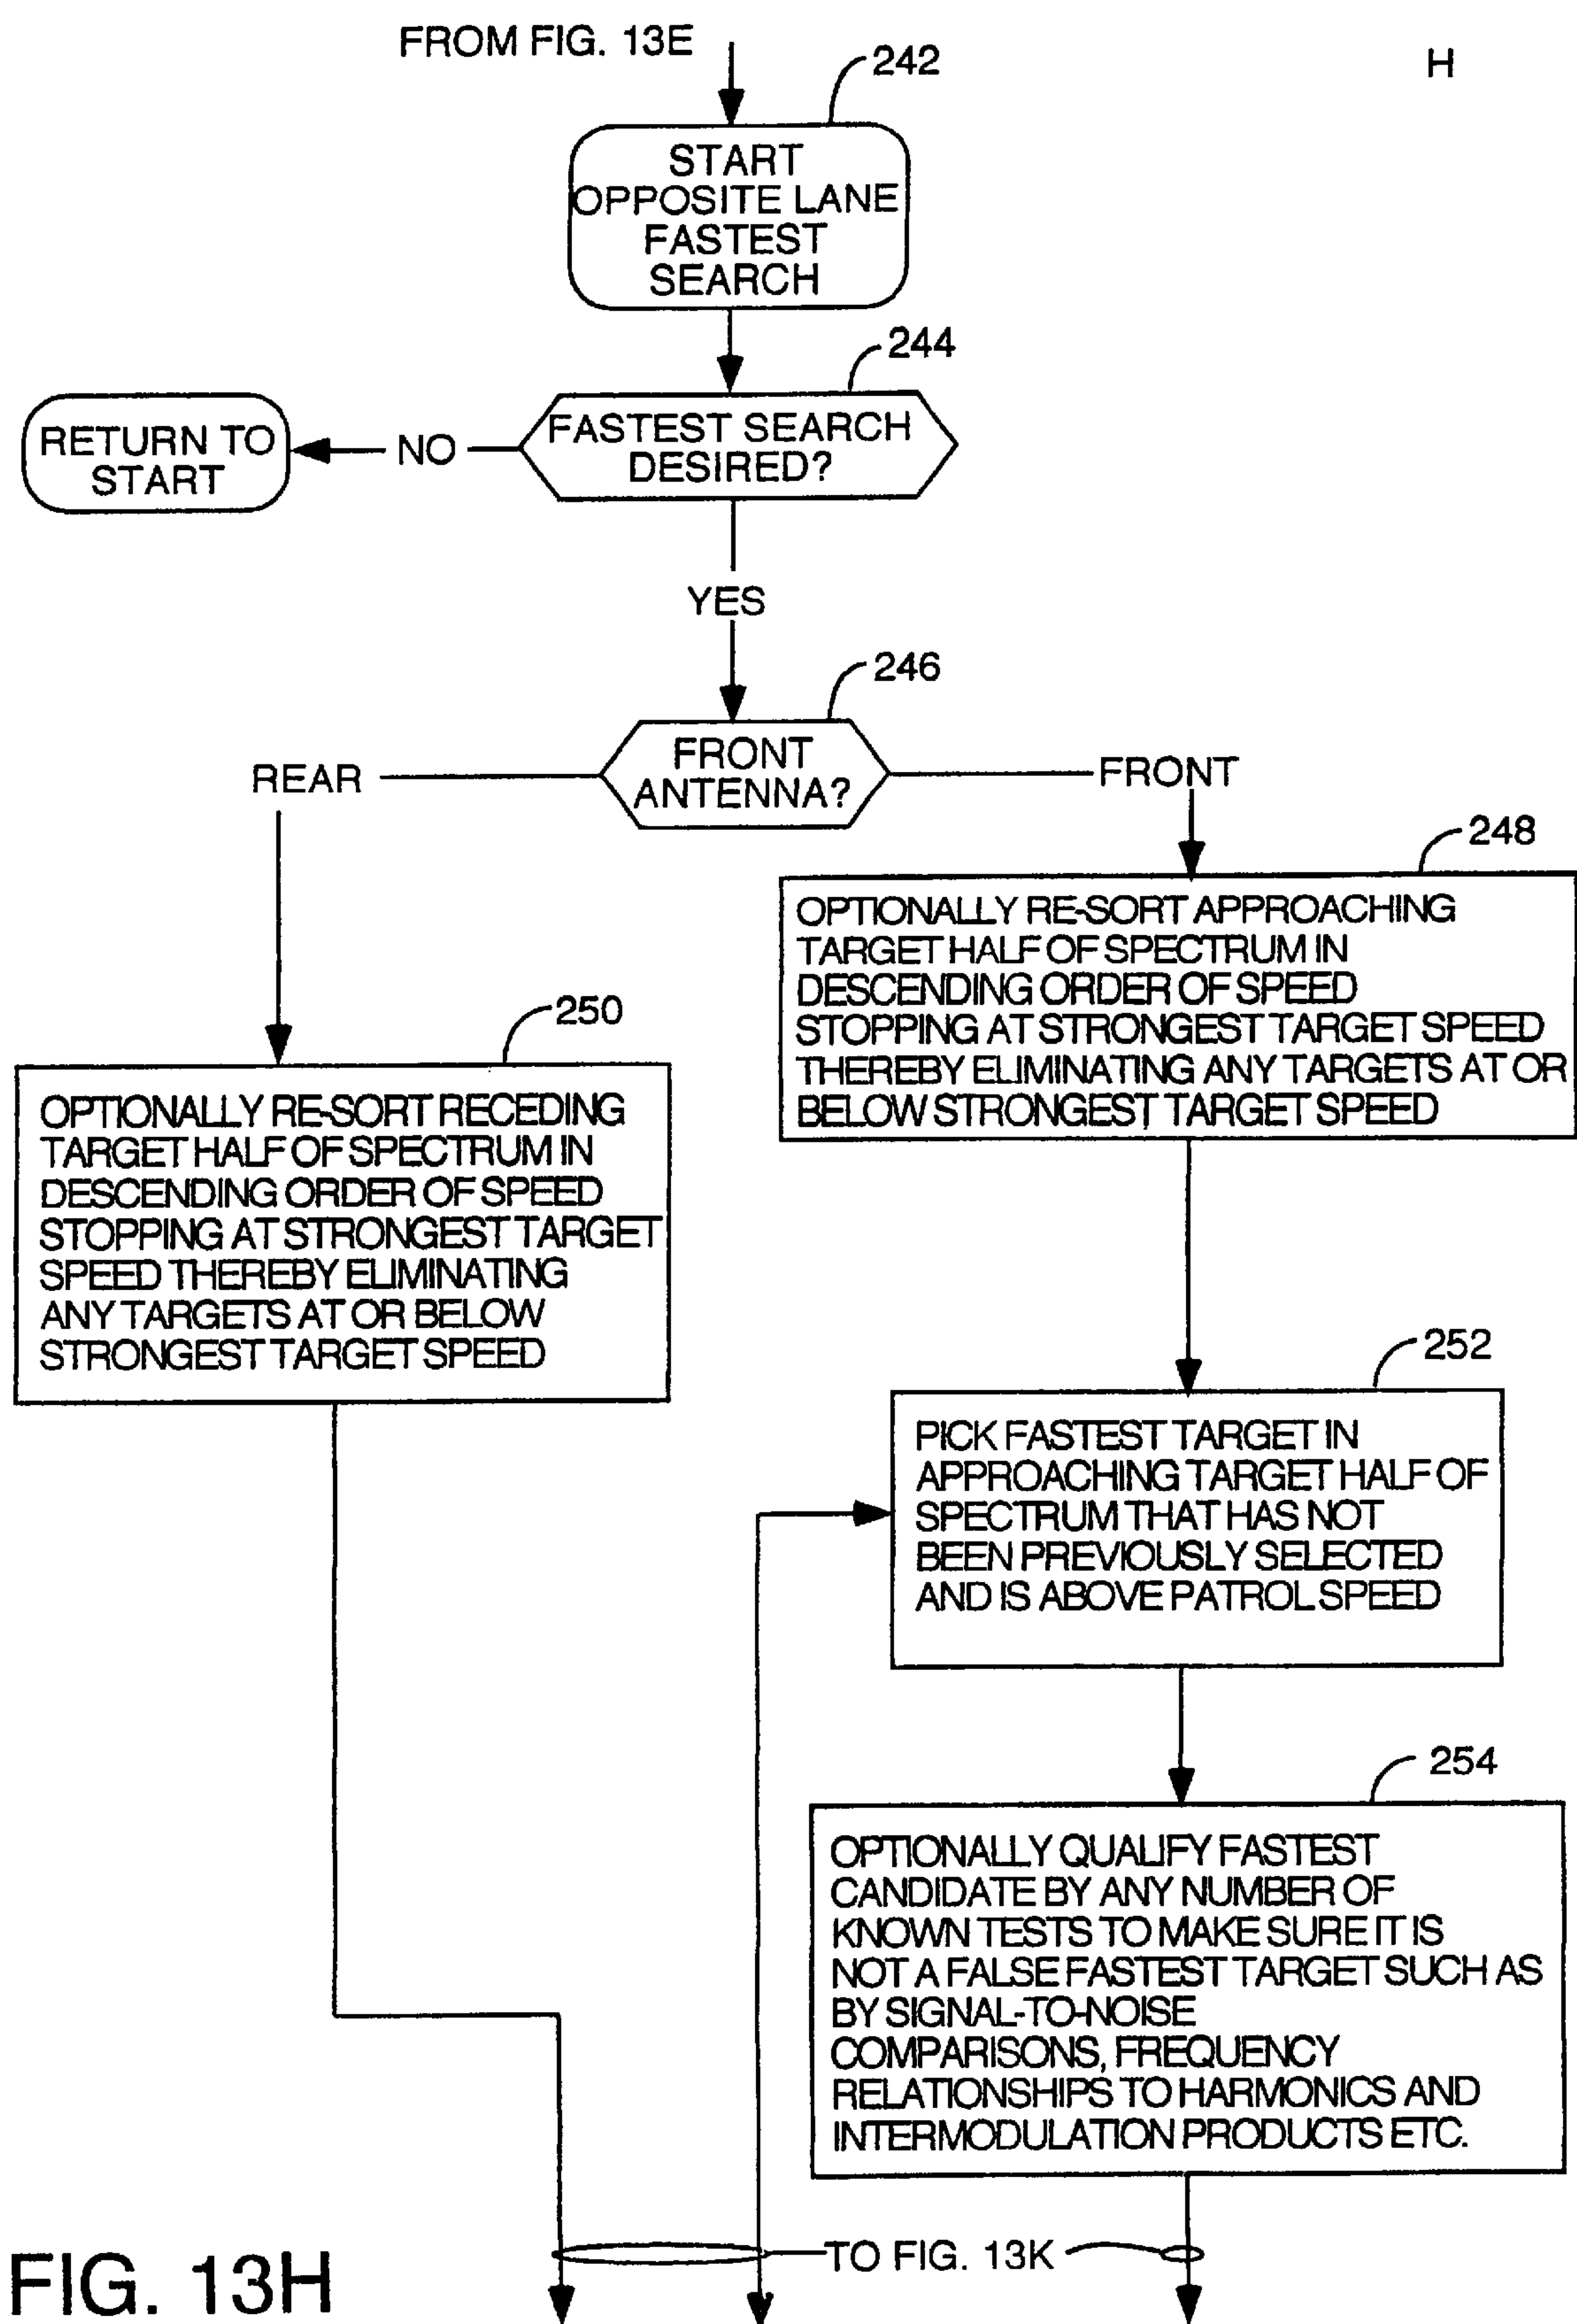 FROM FIG. 13E
242
H
START
OPPOSITE LANE
FASTEST
SEARCH
244
FASTEST SEARCH
DESIRED?
NO
RETURN TO
START
YES
246
FRONT
ANTENNA?
REAR
FRONT
248
OPTIONALLY RE-SORT APPROACHING
TARGET HALF OF SPECTRUM IN
DESCENDING ORDER OF SPEED
STOPPING AT STRONGEST TARGET SPEED
THEREBY ELIMINATING ANY TARGETS AT OR
BELOW STRONGEST TARGET SPEED
250
OPTIONALLY RE-SORT RECEDING
TARGET HALF OF SPECTRUM IN
DESCENDING ORDER OF SPEED
STOPPING AT STRONGEST TARGET
SPEED THEREBY ELIMINATING
ANY TARGETS AT OR BELOW
STRONGEST TARGET SPEED
252
PICK FASTEST TARGET IN
APPROACHING TARGET HALF OF
SPECTRUM THAT HAS NOT
BEEN PREVIOUSLY SELECTED
AND IS ABOVE PATROL SPEED
254
OPTIONALLY QUALIFY FASTEST
CANDIDATE BY ANY NUMBER OF
KNOWN TESTS TO MAKE SURE IT IS
NOT A FALSE FASTEST TARGET SUCH AS
BY SIGNAL-TO-NOISE
COMPARISONS, FREQUENCY
RELATIONSHIPS TO HARMONICS AND
INTERMODULATION PRODUCTS ETC.
TO FIG. 13K
FIG. 13H